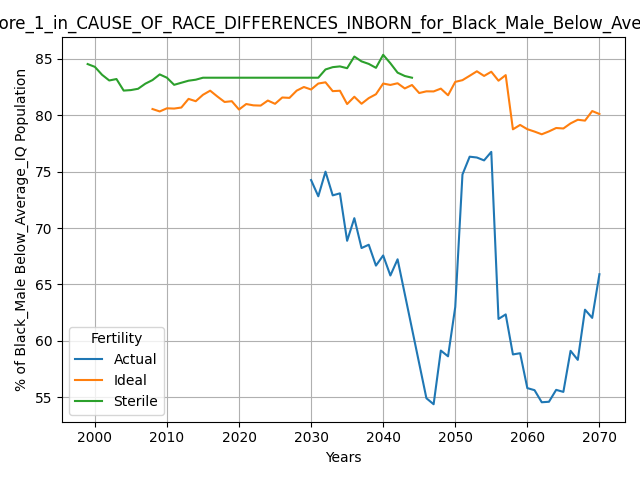 ore_1_in_CAUSE_OF_RACE_DIFFERENCES_INBORN_for_Black_Male_Below_Ave
% of Black_Male Below_Average_IQ Population
85
80
75
70
65
60
55
Fertility
Actual
Ideal
Sterile
2000 2010 2020 2030 2040 2050 2060 2070
Years